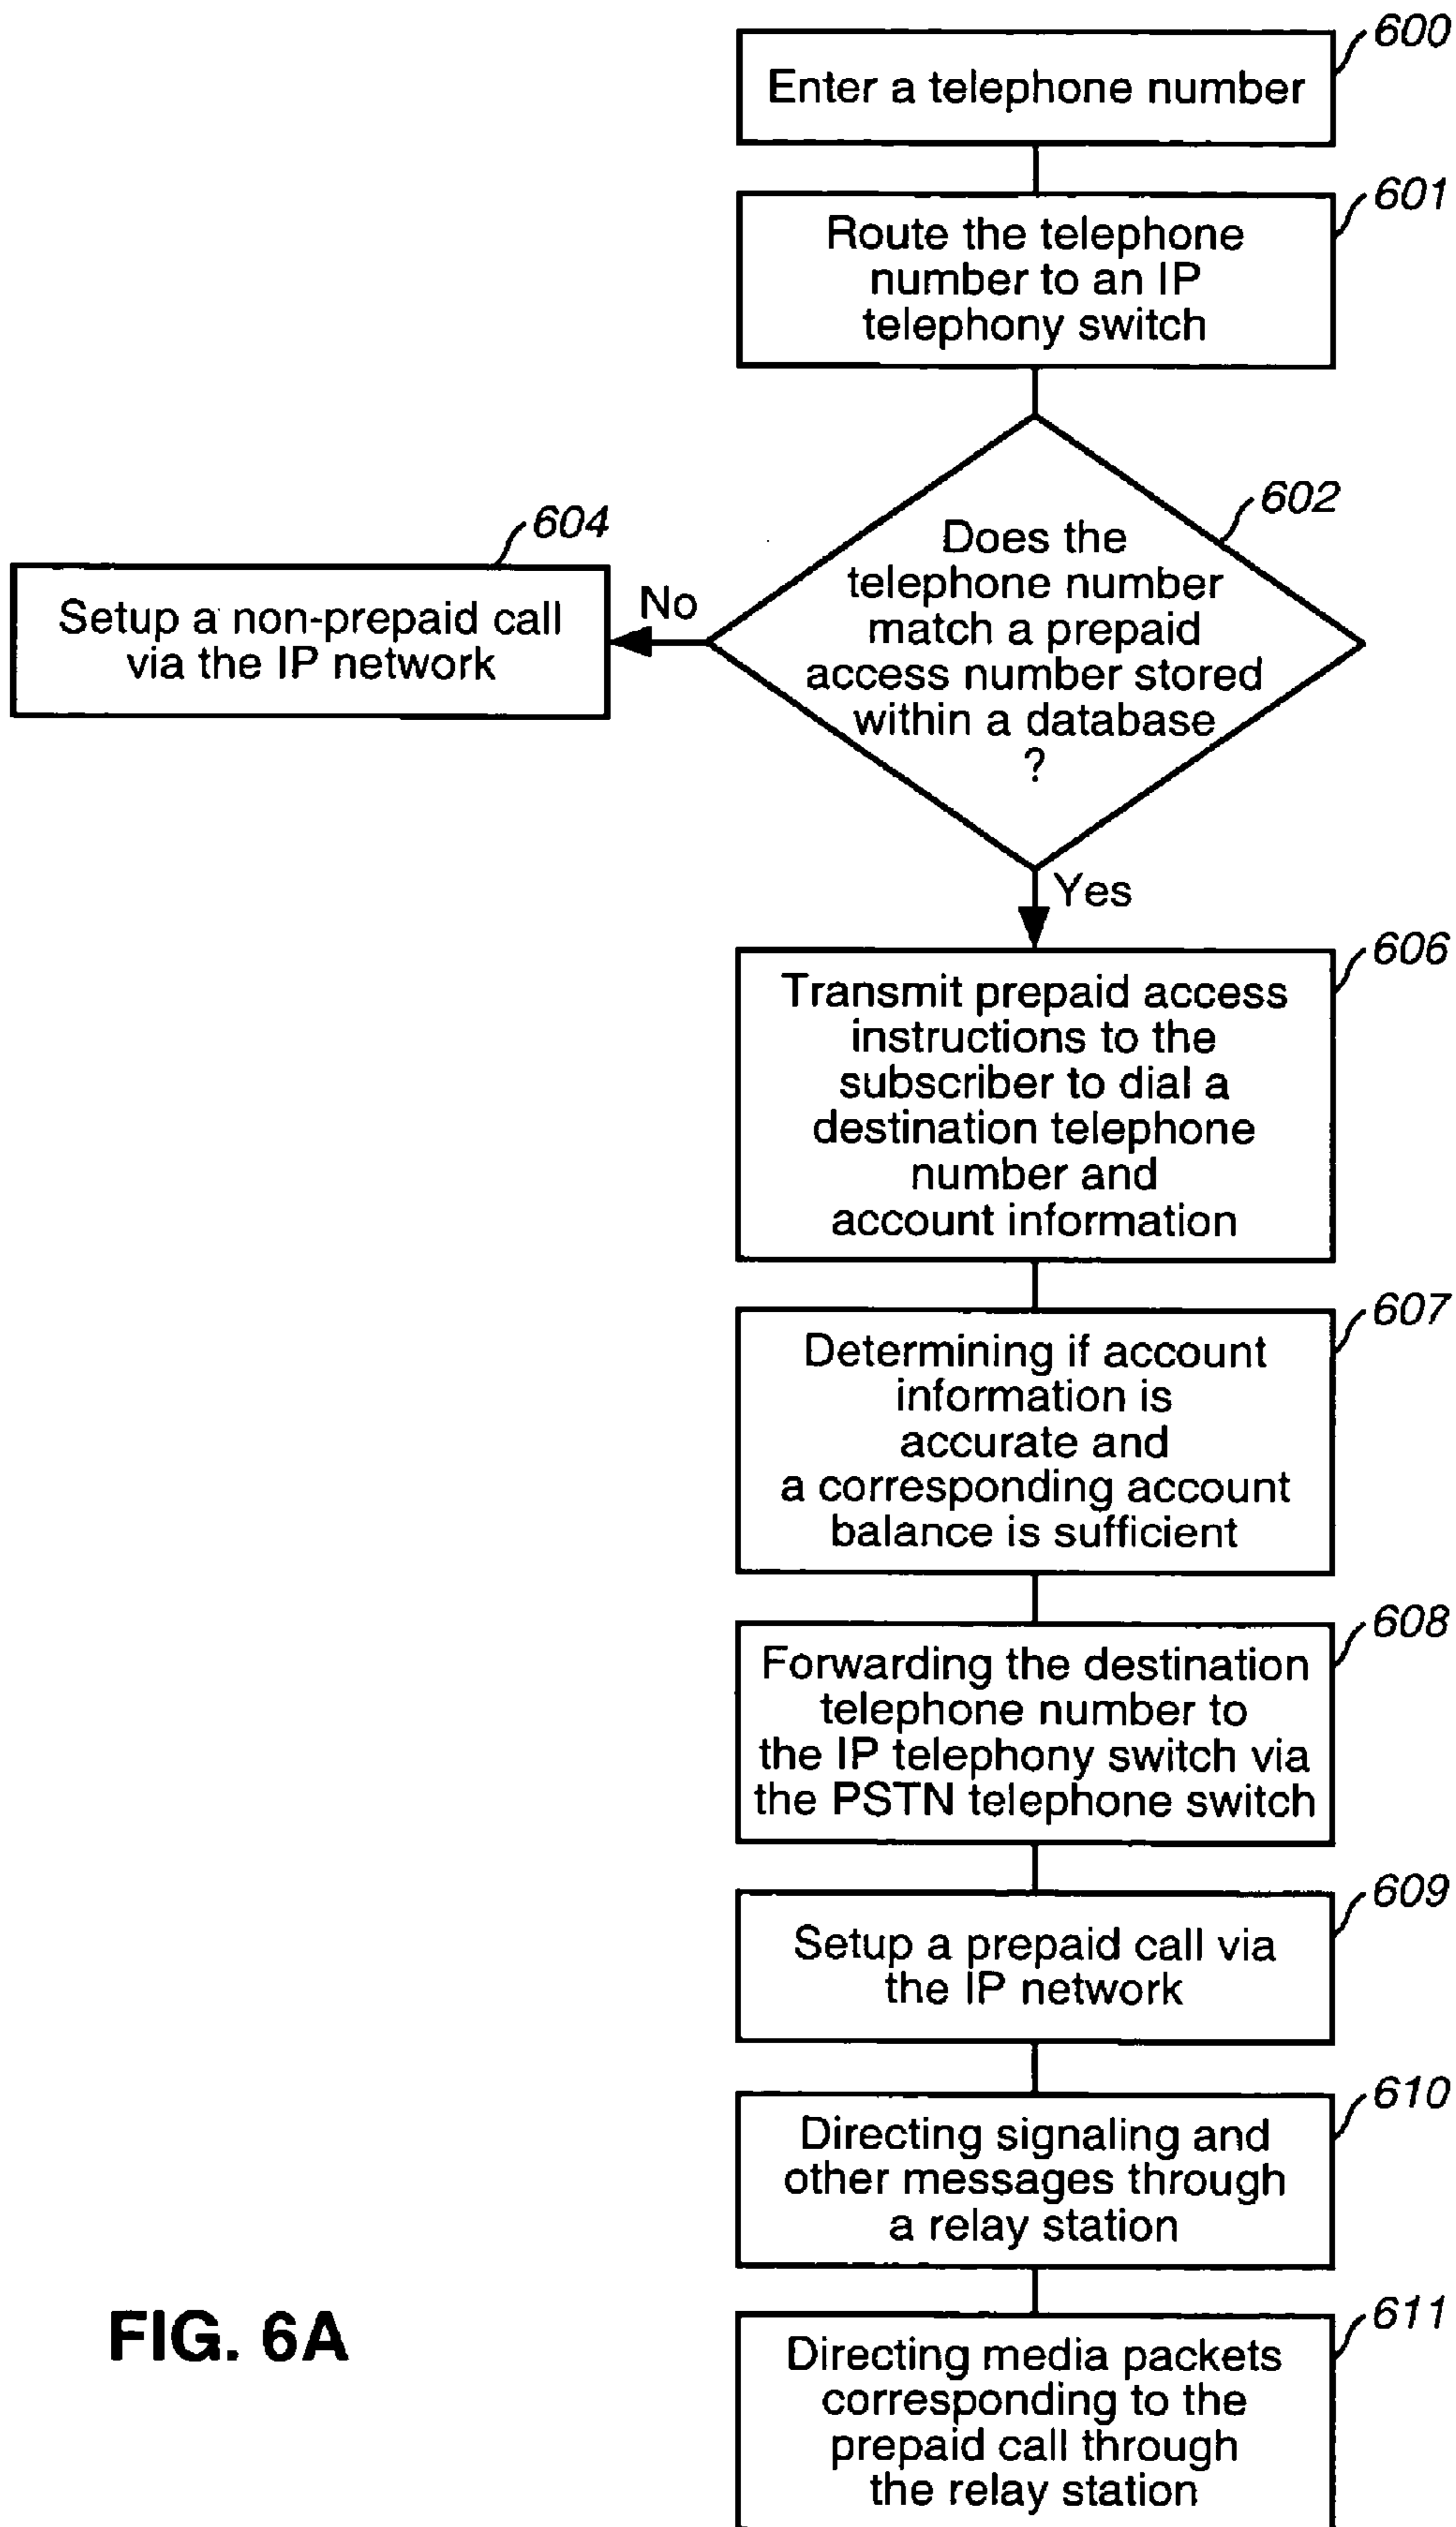 600
Enter a telephone number
601
Route the telephone
number to an IP
telephony switch
602
Does the
telephone number
match a prepaid
access number stored
within a database
?
604
No
Setup a non-prepaid call
via the IP network
Yes
606
Transmit prepaid access
instructions to the
subscriber to dial a
destination telephone
number and
account information
607
Determining if account
information is
accurate and
a corresponding account
balance is sufficient
608
Forwarding the destination
telephone number to
the IP telephony switch via
the PSTN telephone switch
609
Setup a prepaid call via
the IP network
610
Directing signaling and
other messages through
a relay station
611
Directing media packets
corresponding to the
prepaid call through
the relay station
FIG. 6A